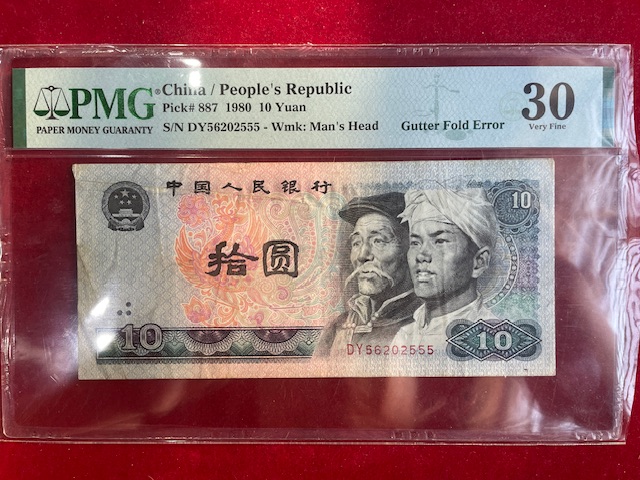 PMG
PAPER MONEY GUARANTY
China / People's Republic
Pick# 887 1980 10 Yuan
S/N DY56202555 - Wmk: Man's Head
Gutter Fold Error
30
Very Fine
中国人民银行
10
拾圆
10
DY56202555
10